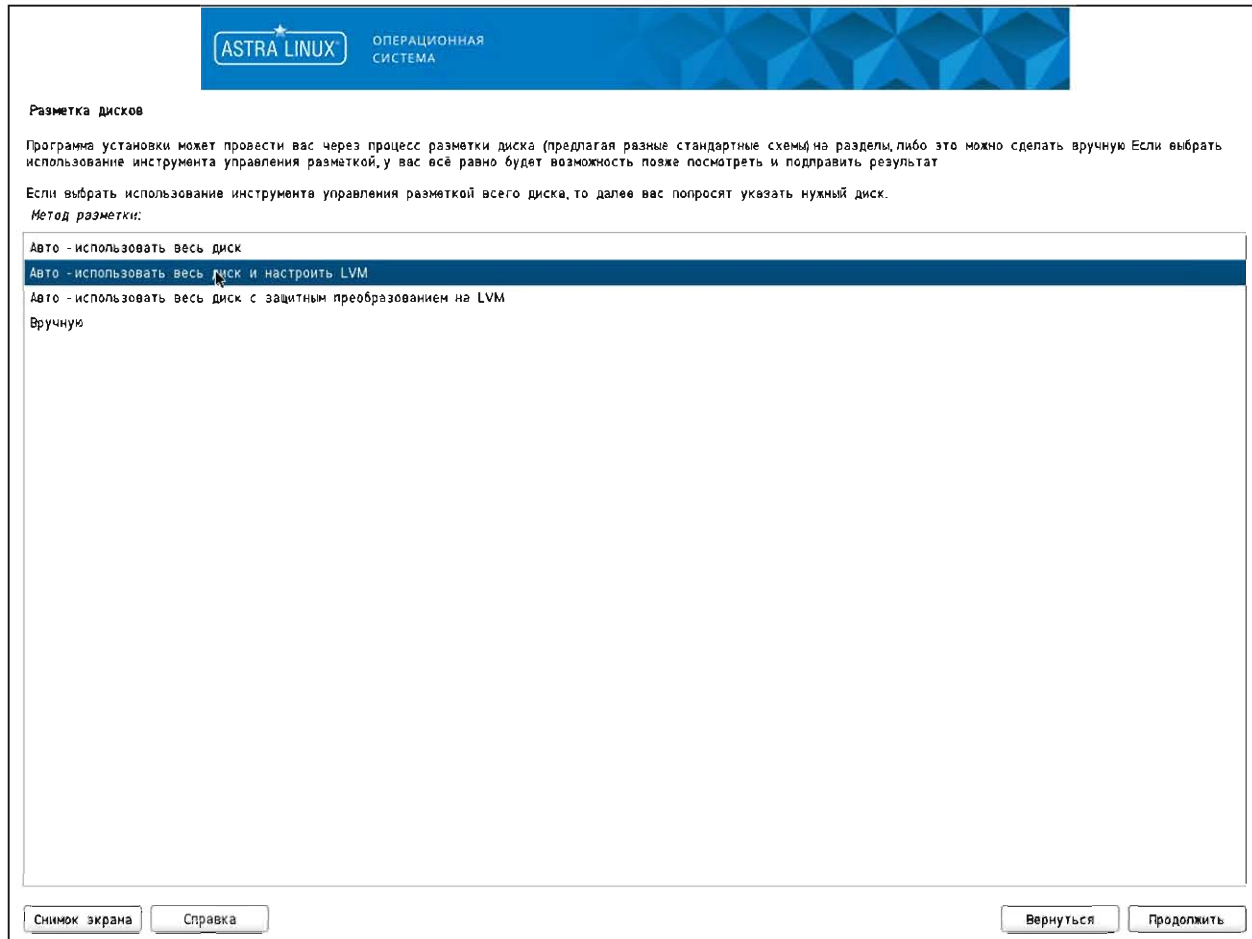 ASTRA LINUX®
ОПЕРАЦИОННАЯ
СИСТЕМА
Разметка дисков
Программа установки может провести вас через процесс разметки диска (предлагая разные стандартные схемы) на разделы, либо это можно сделать вручную Если выбрать
использование инструмента управления разметкой, у вас всё равно будет возможность позже посмотреть и подправить результат
Если выбрать использование инструмента управления разметкой всего диска, то далее вас попросят указать нужный диск.
Метод разметки:
Авто - использовать весь диск
Авто - использовать весь диск и настроить LVM
Авто - использовать весь диск с защитным преобразованием на LVM
Вручную
Снимок экрана
Справка
Вернуться
Продолжить